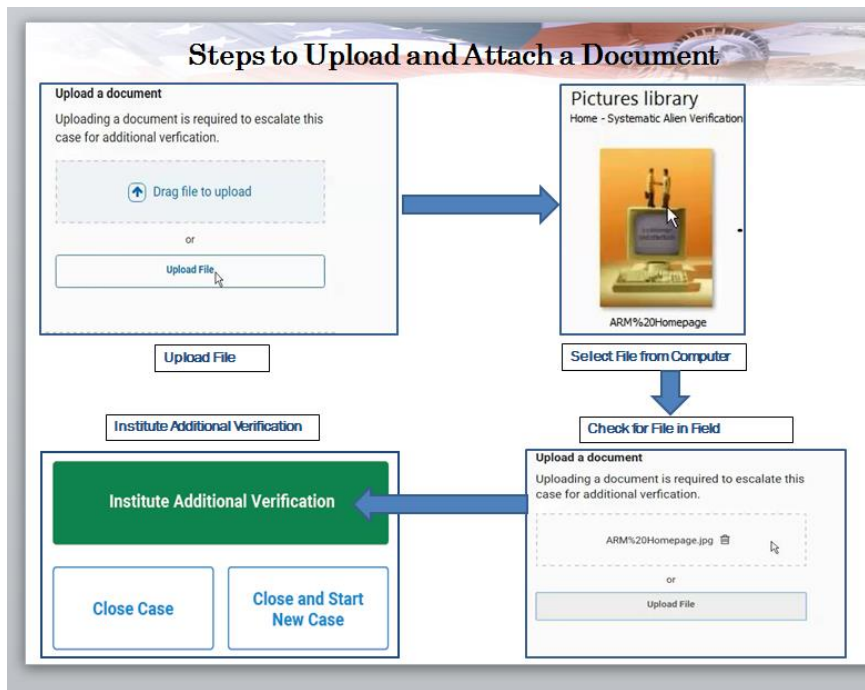 Steps to Upload and Attach a Document
Upload a document
Uploading a document is required to escalate this
case for additional verfication.
Drag file to upload
or
Upload File
Upload File
Pictures library
Home - Systematic Alien Verification
ARM%20Homepage
Select File from Computer
Check for File in Field
Upload a document
Uploading a document is required to escalate this
case for additional verfication.
ARM%20Homepage.jpg
or
Upload File
Institute Additional Verification
Institute Additional Verification
Close Case
Close and Start
New Case